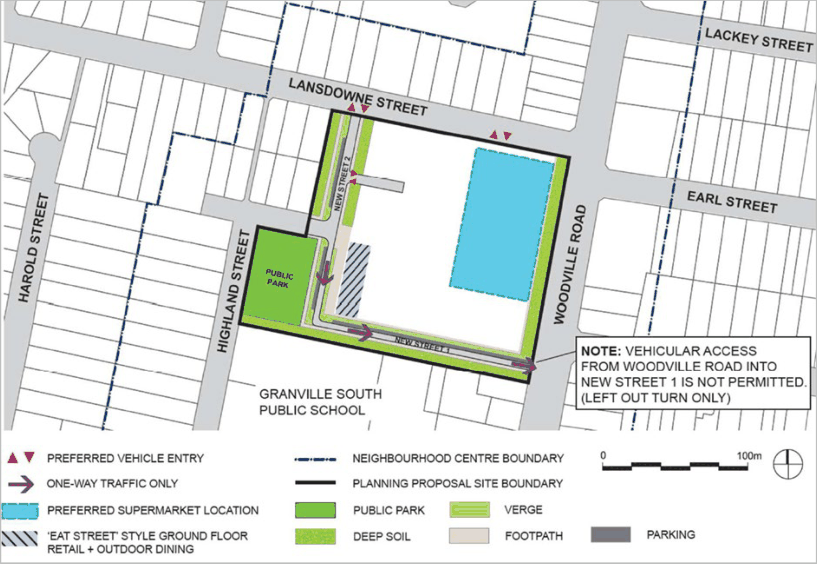 LACKEY STREET
LANSDOWNE STREET
NEW STREET 2
EARL STREET
HAROLD STREET
HIGHLAND STREET
WOODVILLE ROAD
PUBLIC
PARK
NEW STREET 1
NOTE: VEHICULAR ACCESS
FROM WOODVILLE ROAD INTO
NEW STREET 1 IS NOT PERMITTED.
(LEFT OUT TURN ONLY)
GRANVILLE SOUTH
PUBLIC SCHOOL
PREFERRED VEHICLE ENTRY
NEIGHBOURHOOD CENTRE BOUNDARY
0 100m
ONE-WAY TRAFFIC ONLY
PLANNING PROPOSAL SITE BOUNDARY
PREFERRED SUPERMARKET LOCATION
PUBLIC PARK
VERGE
'EAT STREET' STYLE GROUND FLOOR
RETAIL + OUTDOOR DINING
DEEP SOIL
FOOTPATH
PARKING